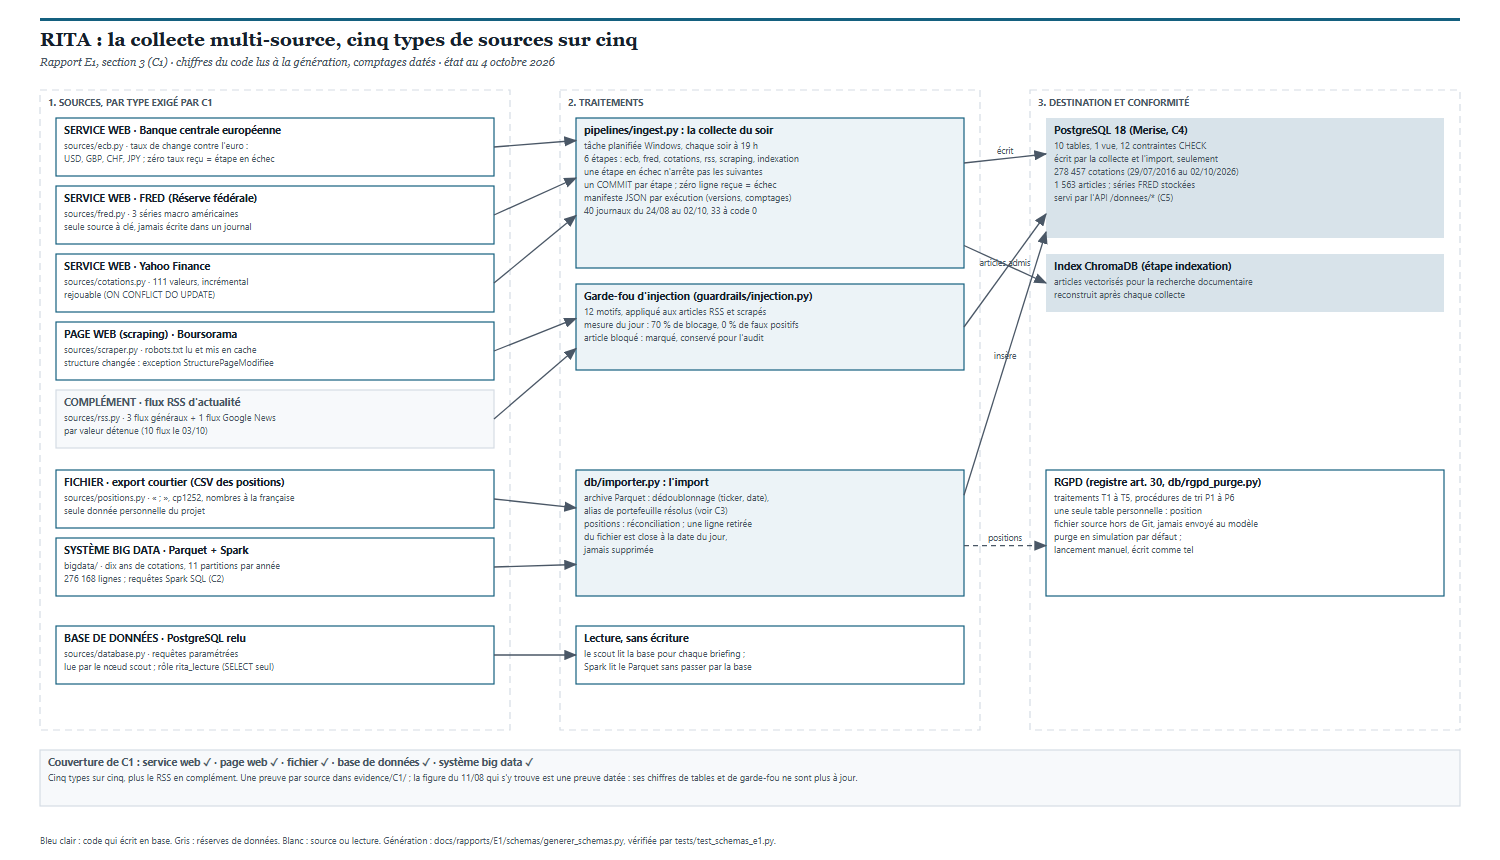 RITA : la collecte multi-source, cinq types de sources sur cinq
Rapport E1, section 3 (C1) · chiffres du code lus à la génération, comptages datés · état au 4 octobre 2026
1. SOURCES, PAR TYPE EXIGÉ PAR C1
SERVICE WEB · Banque centrale européenne
sources/ecb.py · taux de change contre l'euro :
USD, GBP, CHF, JPY ; zéro taux reçu = étape en échec
SERVICE WEB · FRED (Réserve fédérale)
sources/fred.py · 3 séries macro américaines
seule source à clé, jamais écrite dans un journal
SERVICE WEB · Yahoo Finance
sources/cotations.py · 111 valeurs, incrémental
rejouable (ON CONFLICT DO UPDATE)
PAGE WEB (scraping) · Boursorama
sources/scraper.py · robots.txt lu et mis en cache
structure changée : exception StructurePageModifiee
COMPLÉMENT · flux RSS d'actualité
sources/rss.py · 3 flux généraux + 1 flux Google News
par valeur détenue (10 flux le 03/10)
FICHIER · export courtier (CSV des positions)
sources/positions.py · « ; », cp1252, nombres à la française
seule donnée personnelle du projet
SYSTÈME BIG DATA · Parquet + Spark
bigdata/ · dix ans de cotations, 11 partitions par année
276 168 lignes ; requêtes Spark SQL (C2)
BASE DE DONNÉES · PostgreSQL relu
sources/database.py · requêtes paramétrées
lue par le nœud scout ; rôle rita_lecture (SELECT seul)
2. TRAITEMENTS
pipelines/ingest.py : la collecte du soir
tâche planifiée Windows, chaque soir à 19 h
6 étapes : ecb, fred, cotations, rss, scraping, indexation
une étape en échec n'arrête pas les suivantes
un COMMIT par étape ; zéro ligne reçue = échec
manifeste JSON par exécution (versions, comptages)
40 journaux du 24/08 au 02/10, 33 à code 0
Garde-fou d'injection (guardrails/injection.py)
12 motifs, appliqué aux articles RSS et scrapés
mesure du jour : 70 % de blocage, 0 % de faux positifs
article bloqué : marqué, conservé pour l'audit
db/importer.py : l'import
archive Parquet : dédoublonnage (ticker, date),
alias de portefeuille résolus (voir C3)
positions : réconciliation ; une ligne retirée
du fichier est close à la date du jour,
jamais supprimée
Lecture, sans écriture
le scout lit la base pour chaque briefing ;
Spark lit le Parquet sans passer par la base
écrit
articles admis
insère
positions
3. DESTINATION ET CONFORMITÉ
PostgreSQL 18 (Merise, C4)
10 tables, 1 vue, 12 contraintes CHECK
écrit par la collecte et l'import, seulement
278 457 cotations (29/07/2016 au 02/10/2026)
1 563 articles ; séries FRED stockées
servi par l'API /donnees/* (C5)
Index ChromaDB (étape indexation)
articles vectorisés pour la recherche documentaire
reconstruit après chaque collecte
RGPD (registre art. 30, db/rgpd_purge.py)
traitements T1 à T5, procédures de tri P1 à P6
une seule table personnelle : position
fichier source hors de Git, jamais envoyé au modèle
purge en simulation par défaut ;
lancement manuel, écrit comme tel
Couverture de C1 : service web ✓ · page web ✓ · fichier ✓ · base de données ✓ · système big data ✓
Cinq types sur cinq, plus le RSS en complément. Une preuve par source dans evidence/C1/ ; la figure du 11/08 qui s'y trouve est une preuve datée : ses chiffres de tables et de garde-fou ne sont plus à jour.
Bleu clair : code qui écrit en base. Gris : réserves de données. Blanc : source ou lecture. Génération : docs/rapports/E1/schemas/generer_schemas.py, vérifiée par tests/test_schemas_e1.py.